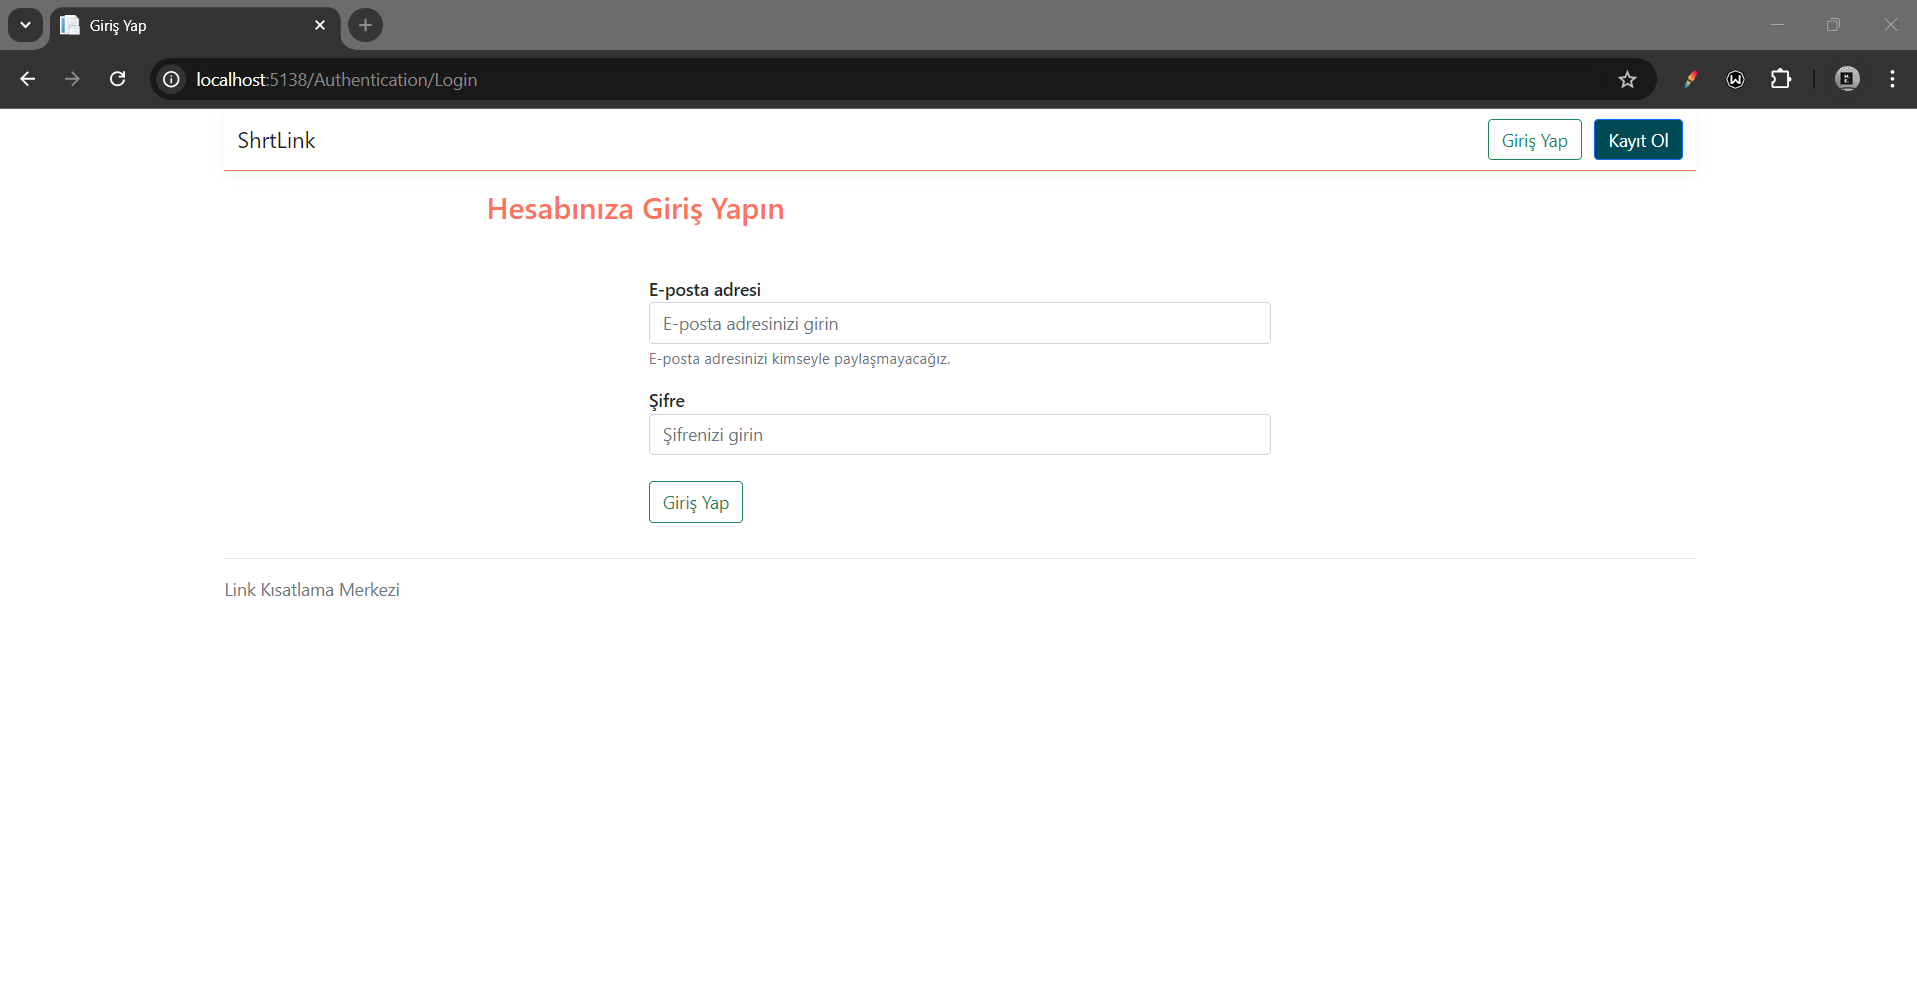 Giriş Yap
localhost:5138/Authentication/Login
ShrtLink
Giriş Yap
Kayıt Ol
Hesabınıza Giriş Yapın
E-posta adresi
E-posta adresinizi girin
E-posta adresinizi kimseyle paylaşmayacağız.
Şifre
Şifrenizi girin
Giriş Yap
Link Kısatlama Merkezi